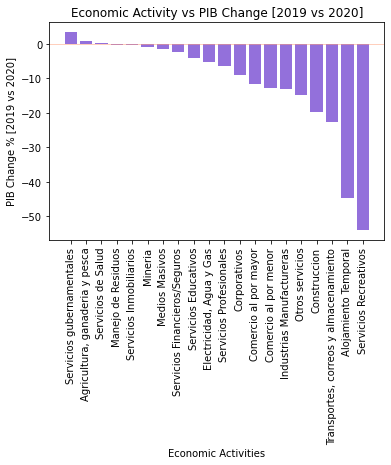 Economic Activity vs PIB Change [2019 vs 2020]
PIB Change % [2019 vs 2020]
0
−10
−20
−30
−40
−50
Servicios gubernamentales
Agricultura, ganaderia y pesca
Servicios de Salud
Manejo de Residuos
Servicios Inmobiliarios
Mineria
Medios Masivos
Servicios Financieros/Seguros
Servicios Educativos
Electricidad, Agua y Gas
Servicios Profesionales
Corporativos
Comercio al por mayor
Comercio al por menor
Industrias Manufactureras
Otros servicios
Construccion
Transportes, correos y almacenamiento
Alojamiento Temporal
Servicios Recreativos
Economic Activities